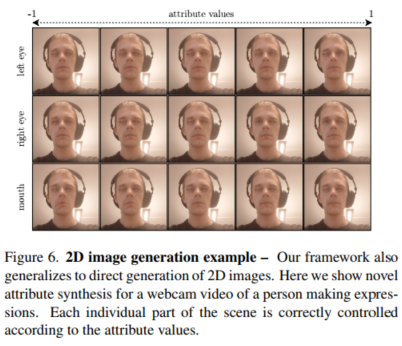 -1 attribute values 1
left eye
right eye
mouth
Figure 6. 2D image generation example – Our framework also
generalizes to direct generation of 2D images. Here we show novel
attribute synthesis for a webcam video of a person making expres-
sions. Each individual part of the scene is correctly controlled
according to the attribute values.